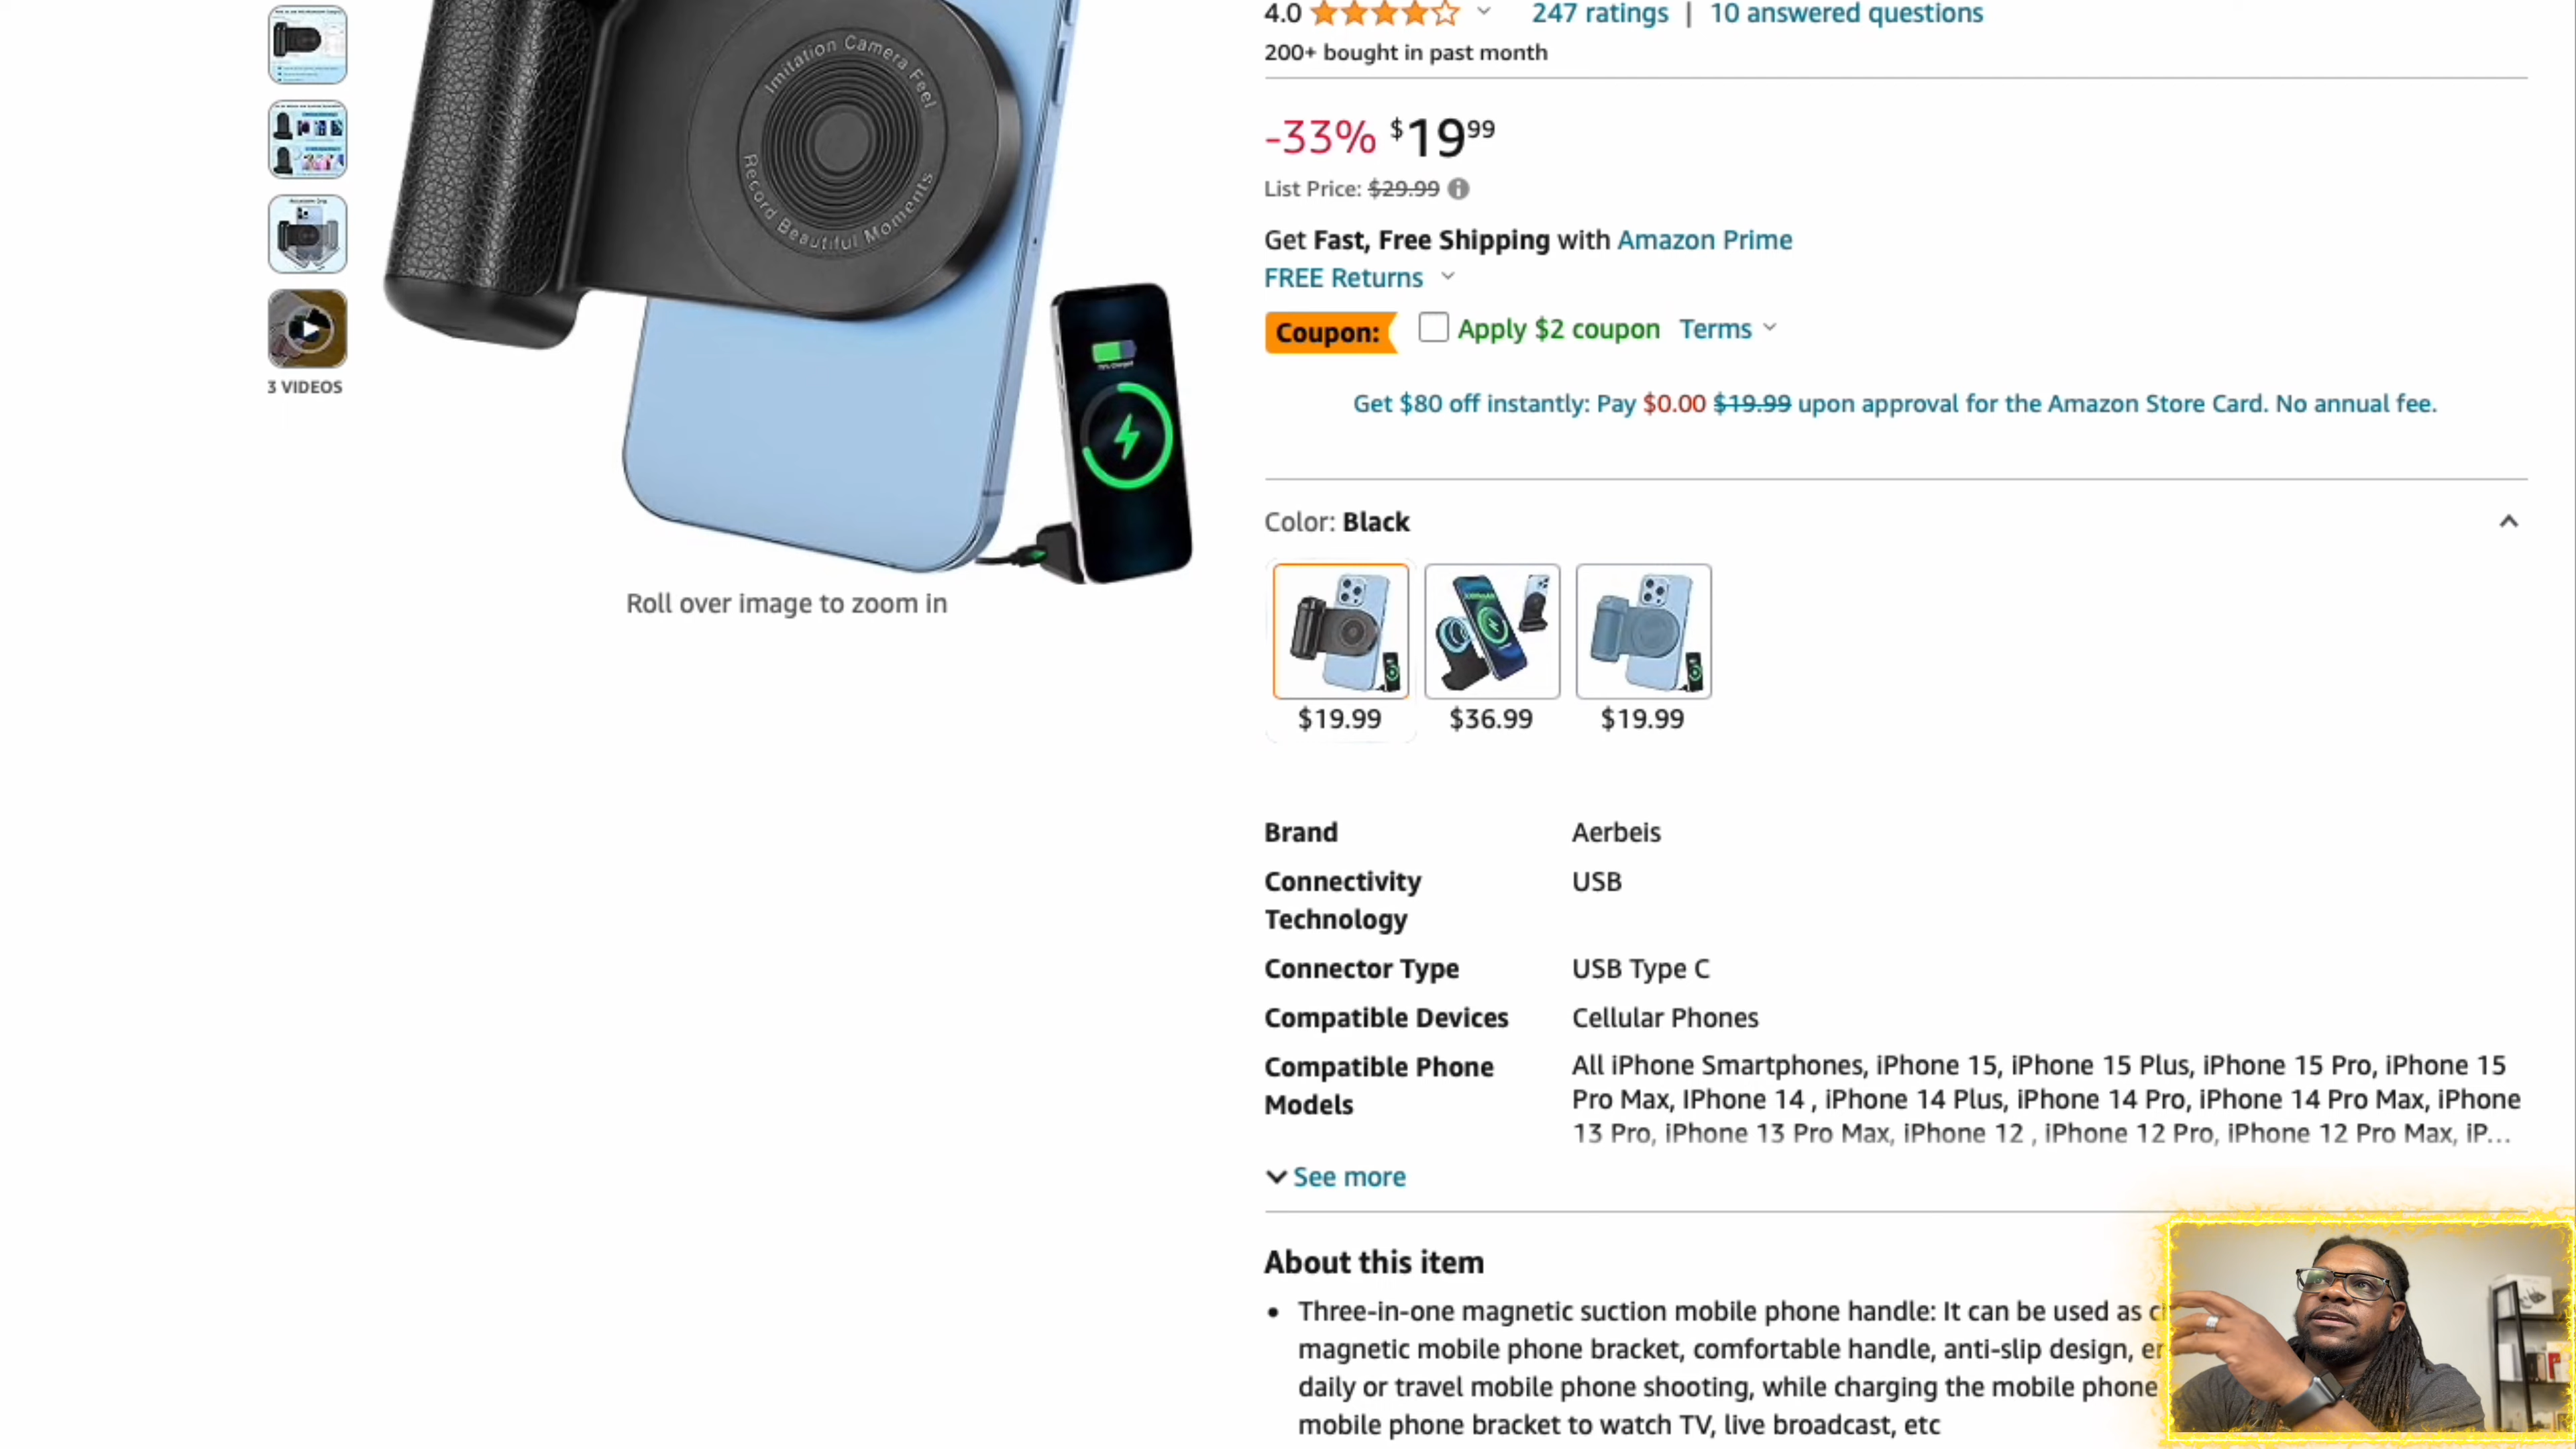 4.0
247 ratings | 10 answered questions
200+ bought in past month
-33% $19 99
List Price: $29.99
Get Fast, Free Shipping with Amazon Prime
FREE Returns
Coupon: Apply $2 coupon Terms
Get $80 off instantly: Pay $0.00 $19.99 upon approval for the Amazon Store Card. No annual fee.
Imitation Camera Feel
Record Beautiful Moments
3 VIDEOS
Roll over image to zoom in
Color: Black
$19.99
$36.99
$19.99
Brand Aerbeis
Connectivity USB
Technology
Connector Type USB Type C
Compatible Devices Cellular Phones
Compatible Phone All iPhone Smartphones, iPhone 15, iPhone 15 Plus, iPhone 15 Pro, iPhone 15
Models Pro Max, IPhone 14 , iPhone 14 Plus, iPhone 14 Pro, iPhone 14 Pro Max, iPhone
13 Pro, iPhone 13 Pro Max, iPhone 12 , iPhone 12 Pro, iPhone 12 Pro Max, iP...
See more
About this item
• Three-in-one magnetic suction mobile phone handle: It can be used as
magnetic mobile phone bracket, comfortable handle, anti-slip design,
daily or travel mobile phone shooting, while charging the mobile phone
mobile phone bracket to watch TV, live broadcast, etc